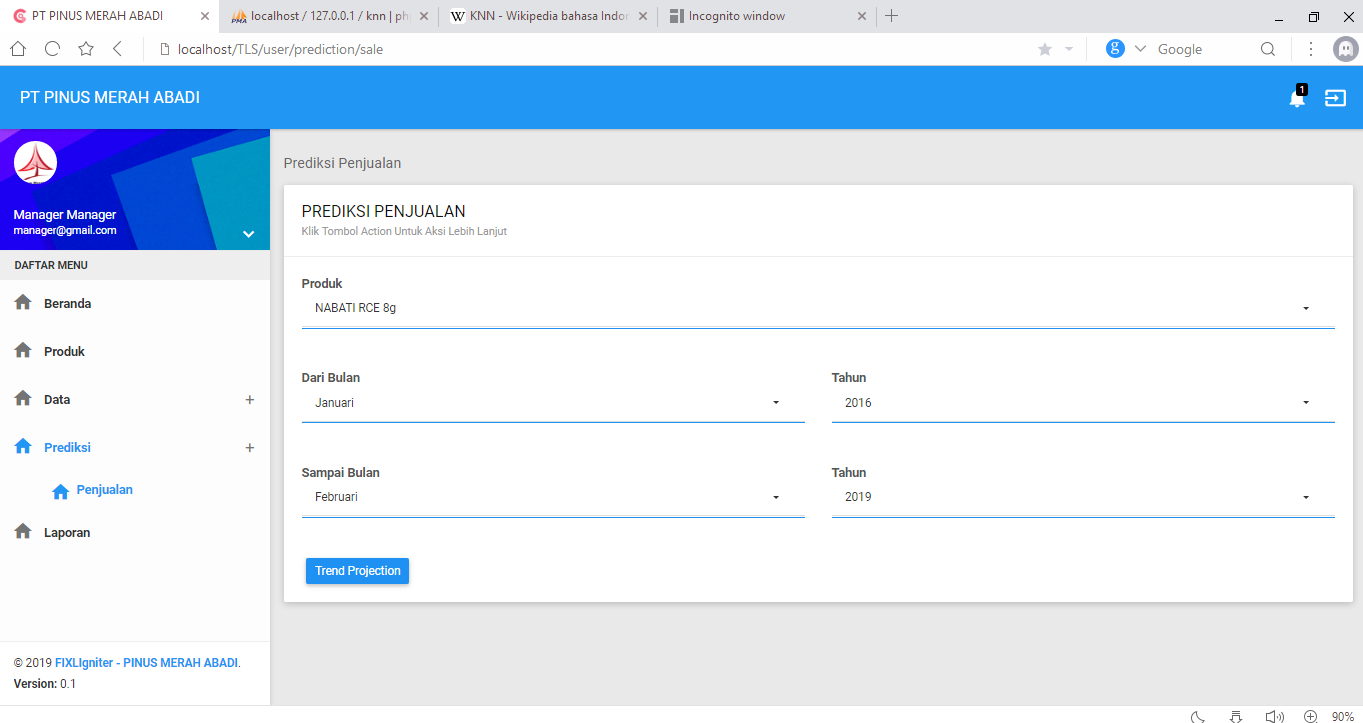 PT PINUS MERAH ABADI
localhost / 127.0.0.1 / knn | ph
KNN - Wikipedia bahasa Indor
Incognito window
localhost/TLS/user/prediction/sale
Google
PT PINUS MERAH ABADI
1
Manager Manager
manager@gmail.com
DAFTAR MENU
Beranda
Produk
Data
Prediksi
Penjualan
Laporan
© 2019 FIXLIgniter - PINUS MERAH ABADI.
Version: 0.1
Prediksi Penjualan
PREDIKSI PENJUALAN
Klik Tombol Action Untuk Aksi Lebih Lanjut
Produk
NABATI RCE 8g
Dari Bulan
Januari
Tahun
2016
Sampai Bulan
Februari
Tahun
2019
Trend Projection
90%